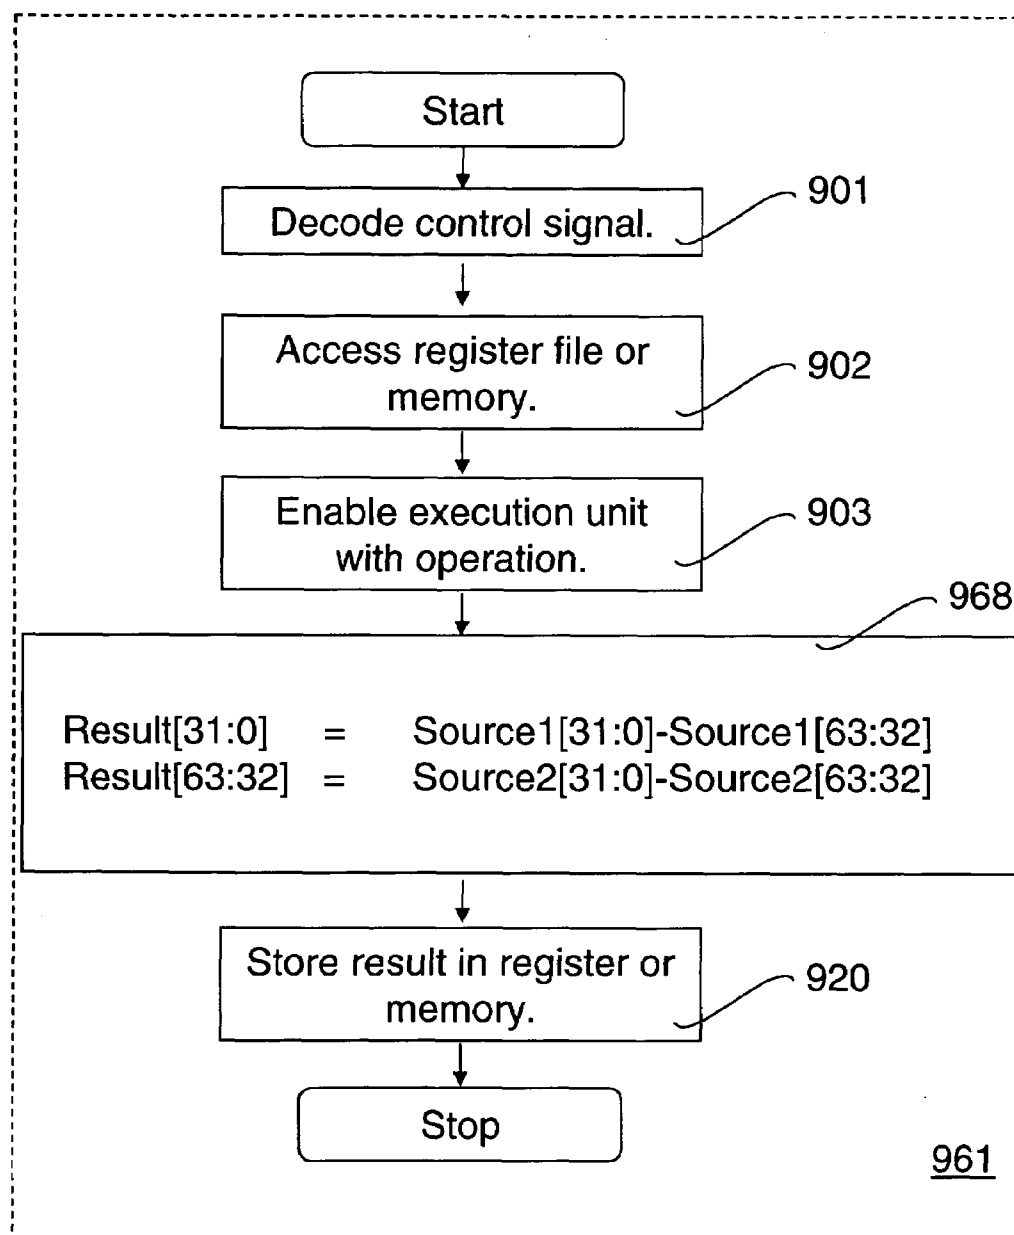 Start
Decode control signal.
901
Access register file or
memory.
902
Enable execution unit
with operation.
903
968
Result[31:0] = Source1[31:0]-Source1[63:32]
Result[63:32] = Source2[31:0]-Source2[63:32]
Store result in register or
memory.
920
Stop
961